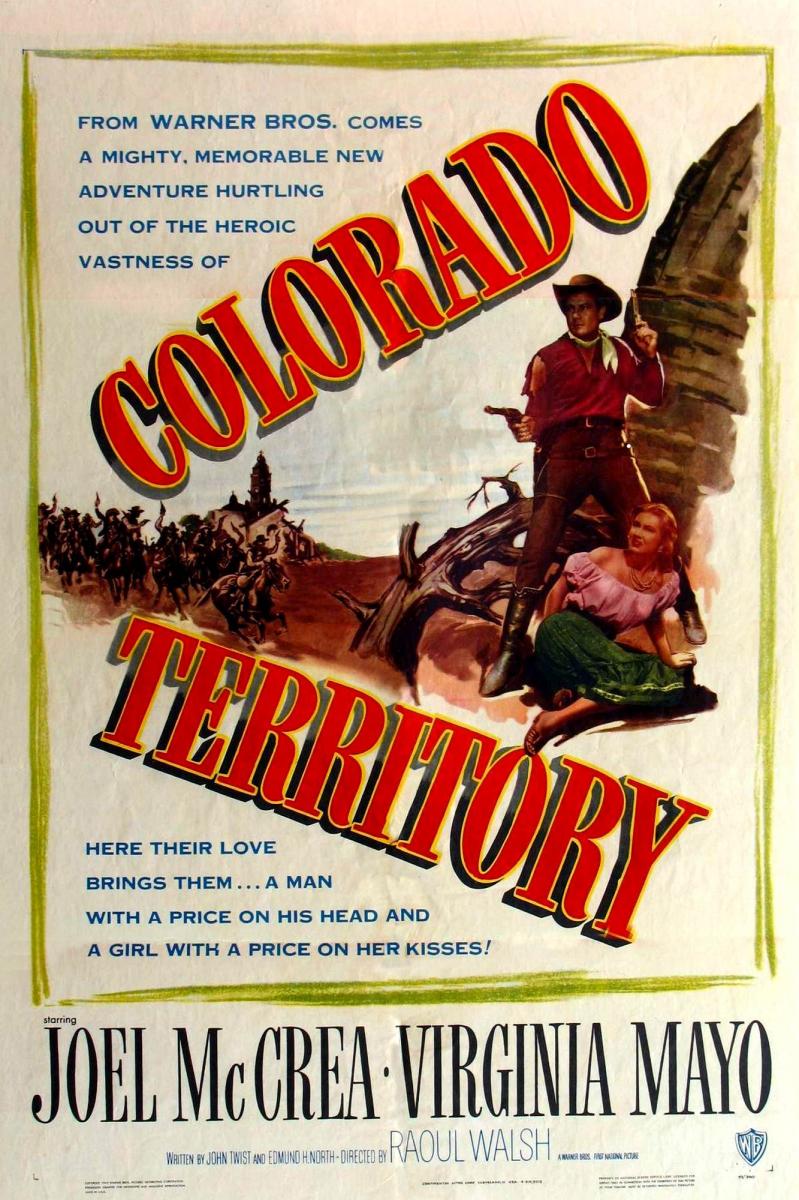 FROM WARNER BROS. COMES
A MIGHTY, MEMORABLE NEW
ADVENTURE HURTLING
OUT OF THE HEROIC
VASTNESS OF
COLORADO
TERRITORY
HERE THEIR LOVE
BRINGS THEM...A MAN
WITH A PRICE ON HIS HEAD AND
A GIRL WITH A PRICE ON HER KISSES!
starring
JOEL McCREA · VIRGINIA MAYO
WRITTEN BY JOHN TWIST AND EDMUND H. NORTH - DIRECTED BY RAOUL WALSH A WARNER BROS. FIRST NATIONAL PICTURE
WB